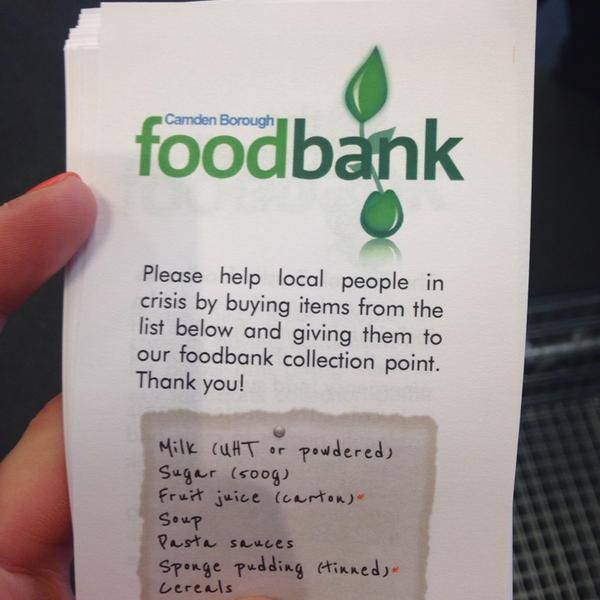 Camden Borough
foodbank
Please help local people in
crisis by buying items from the
list below and giving them to
our foodbank collection point.
Thank you!
Milk (UHT or powdered)
Sugar (500g)
Fruit juice (carton)*
Soup
Pasta sauces
Sponge pudding (tinned)*
Cereals